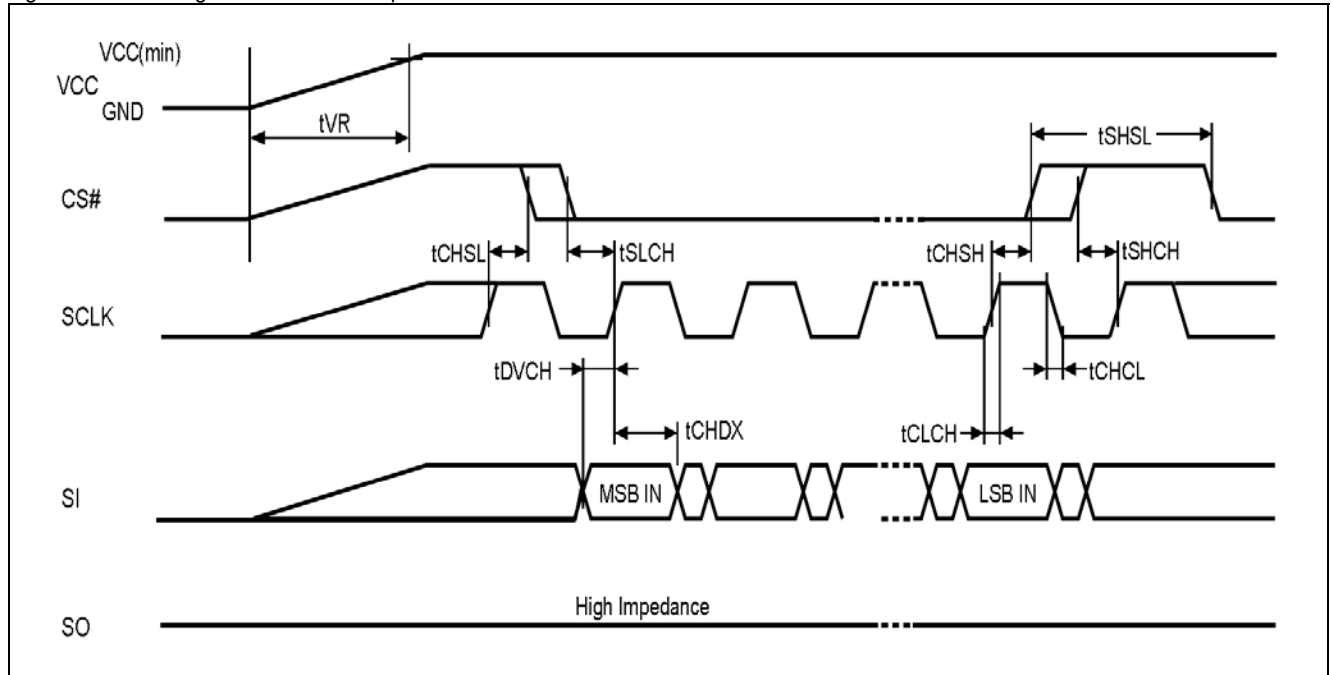 VCC(min)
VCC
GND
tVR
tSHSL
CS#
tCHSL
tSLCH
tCHSH
tSHCH
SCLK
tDVCH
tCHCL
tCHDX
tCLCH
SI
MSB IN
LSB IN
High Impedance
SO